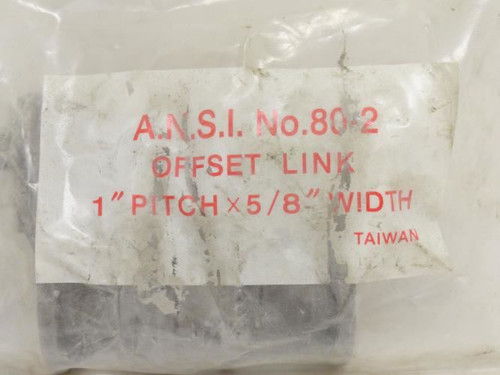 A.N.S.I. No.80-2
OFFSET LINK
1" PITCH × 5/8" WIDTH
TAIWAN